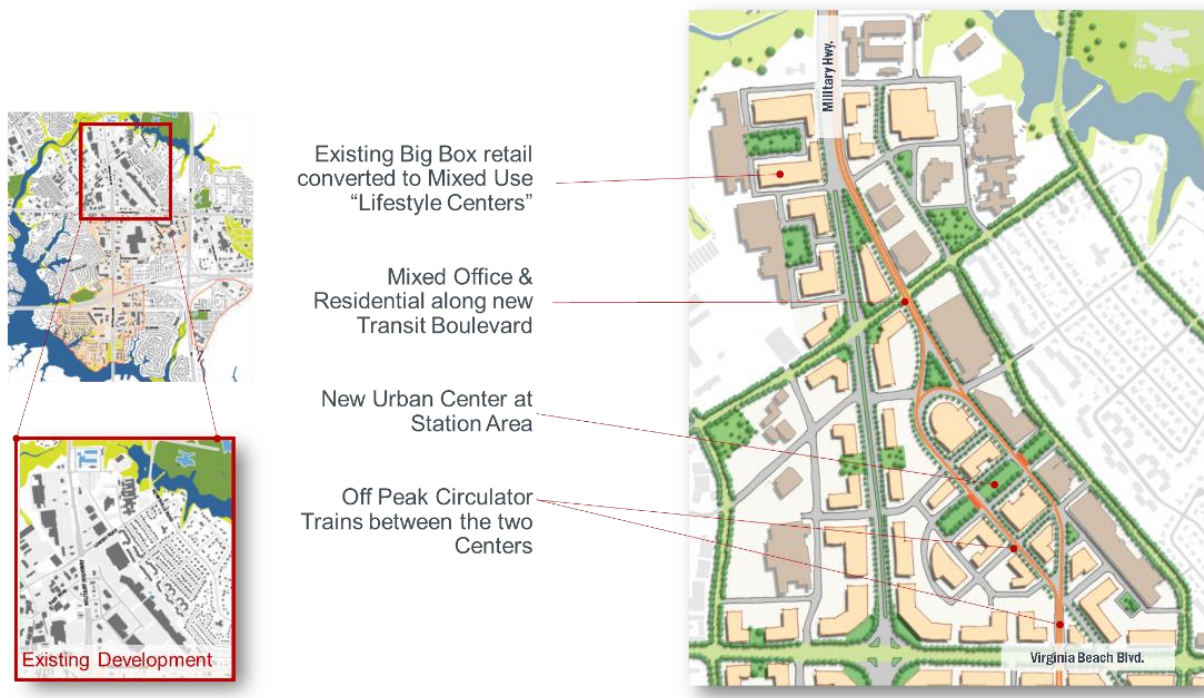 Existing Big Box retail
converted to Mixed Use
“Lifestyle Centers”
Mixed Office &
Residential along new
Transit Boulevard
New Urban Center at
Station Area
Off Peak Circulator
Trains between the two
Centers
Existing Development
MILITARY HIGHWAY
Military Hwy.
Virginia Beach Blvd.